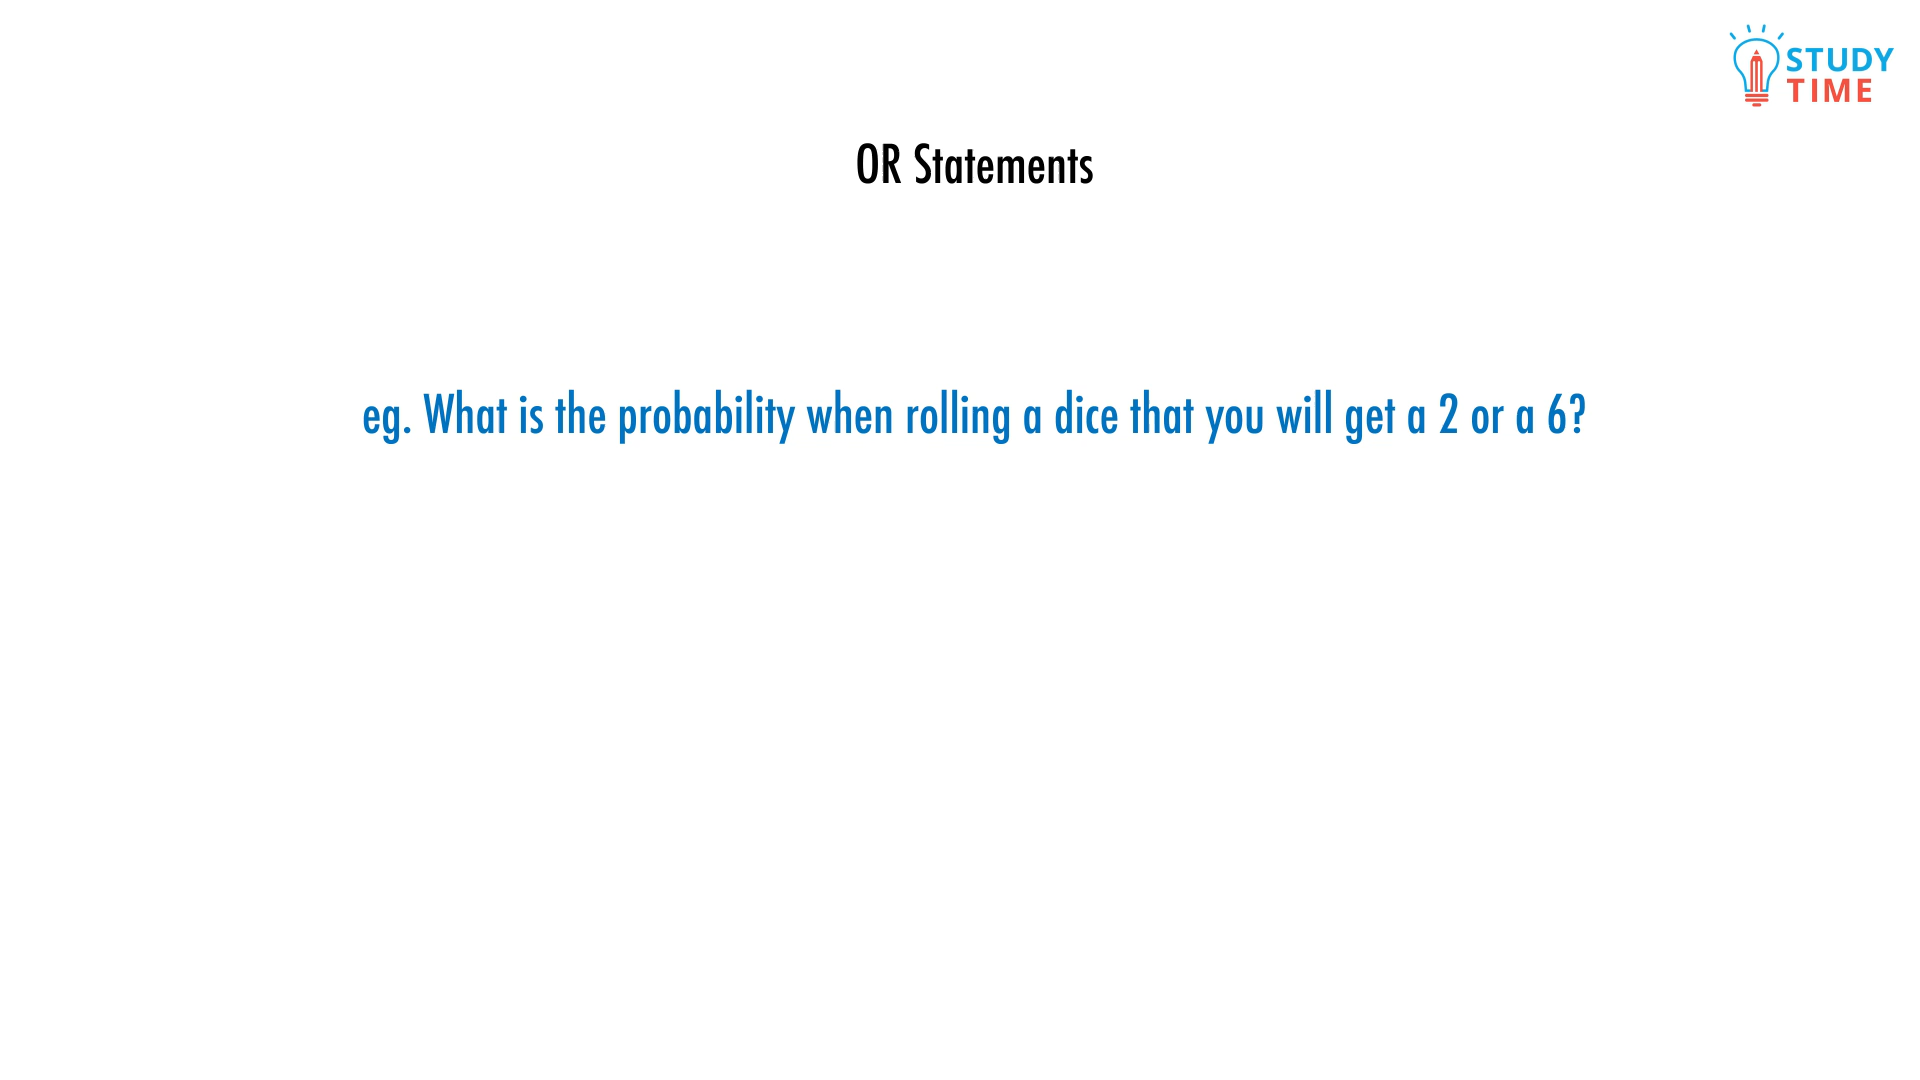 STUDY
TIME
OR Statements
eg. What is the probability when rolling a dice that you will get a 2 or a 6?